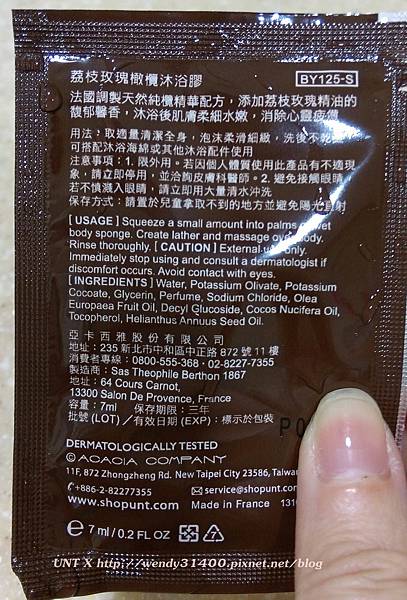 荔枝玫瑰橄欖沐浴膠
BY125-S
法國調製天然純欖精華配方，添加荔枝玫瑰精油的
馥郁馨香，沐浴後肌膚柔細水嫩，消除心靈疲憊
用法：取適量清潔全身，泡沫柔滑細緻，洗後不乾
可搭配沐浴海綿或其他沐浴配件使用
注意事項：1. 限外用。若因個人體質使用此產品有不適現
象，請立即停用，並洽詢皮膚科醫師。2. 避免接觸眼睛
若不慎濺入眼睛，請立即用大量清水沖洗
保存方式：請置於兒童拿取不到的地方並避免陽光 射
[ USAGE ] Squeeze a small amount into palms or wet
body sponge. Create lather and massage over body.
Rinse thoroughly. [ CAUTION ] External use only.
Immediately stop using and consult a dermatologist if
discomfort occurs. Avoid contact with eyes.
[ INGREDIENTS ] Water, Potassium Olivate, Potassium
Cocoate, Glycerin, Perfume, Sodium Chloride, Olea
Europaea Fruit Oil, Decyl Glucoside, Cocos Nucifera Oil,
Tocopherol, Helianthus Annuus Seed Oil.
亞卡西雅股份有限公司
地址：235 新北市中和區中正路 872 號 11 樓
消費者專線：0800-555-368・02-8227-7355
製造商：Sas Theophile Berthon 1867
地址：64 Cours Carnot,
13300 Salon De Provence, France
容量：7ml 保存期限：三年
批號 (LOT) ／有效日期 (EXP)：標示於包裝
DERMATOLOGICALLY TESTED
© ACACIA COMPANY
11F, 872 Zhongzheng Rd. New Taipei City 23586, Taiwan
+886-2-82277355 service@shopunt.com
www.shopunt.com Made in France
e 7 ml / 0.2 FL OZ
UNT X http://wendy31400.pixnet.net/blog